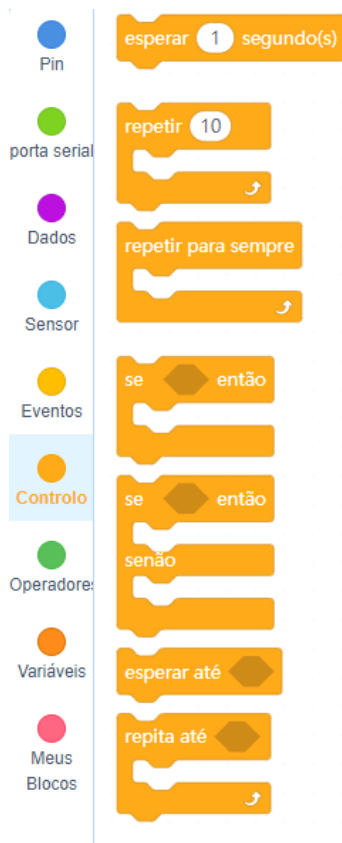 Pin
porta serial
Dados
Sensor
Eventos
Controlo
Operadores
Variáveis
Meus
Blocos
esperar 1 segundo(s)
repetir 10
repetir para sempre
se então
se então
senão
esperar até
repita até